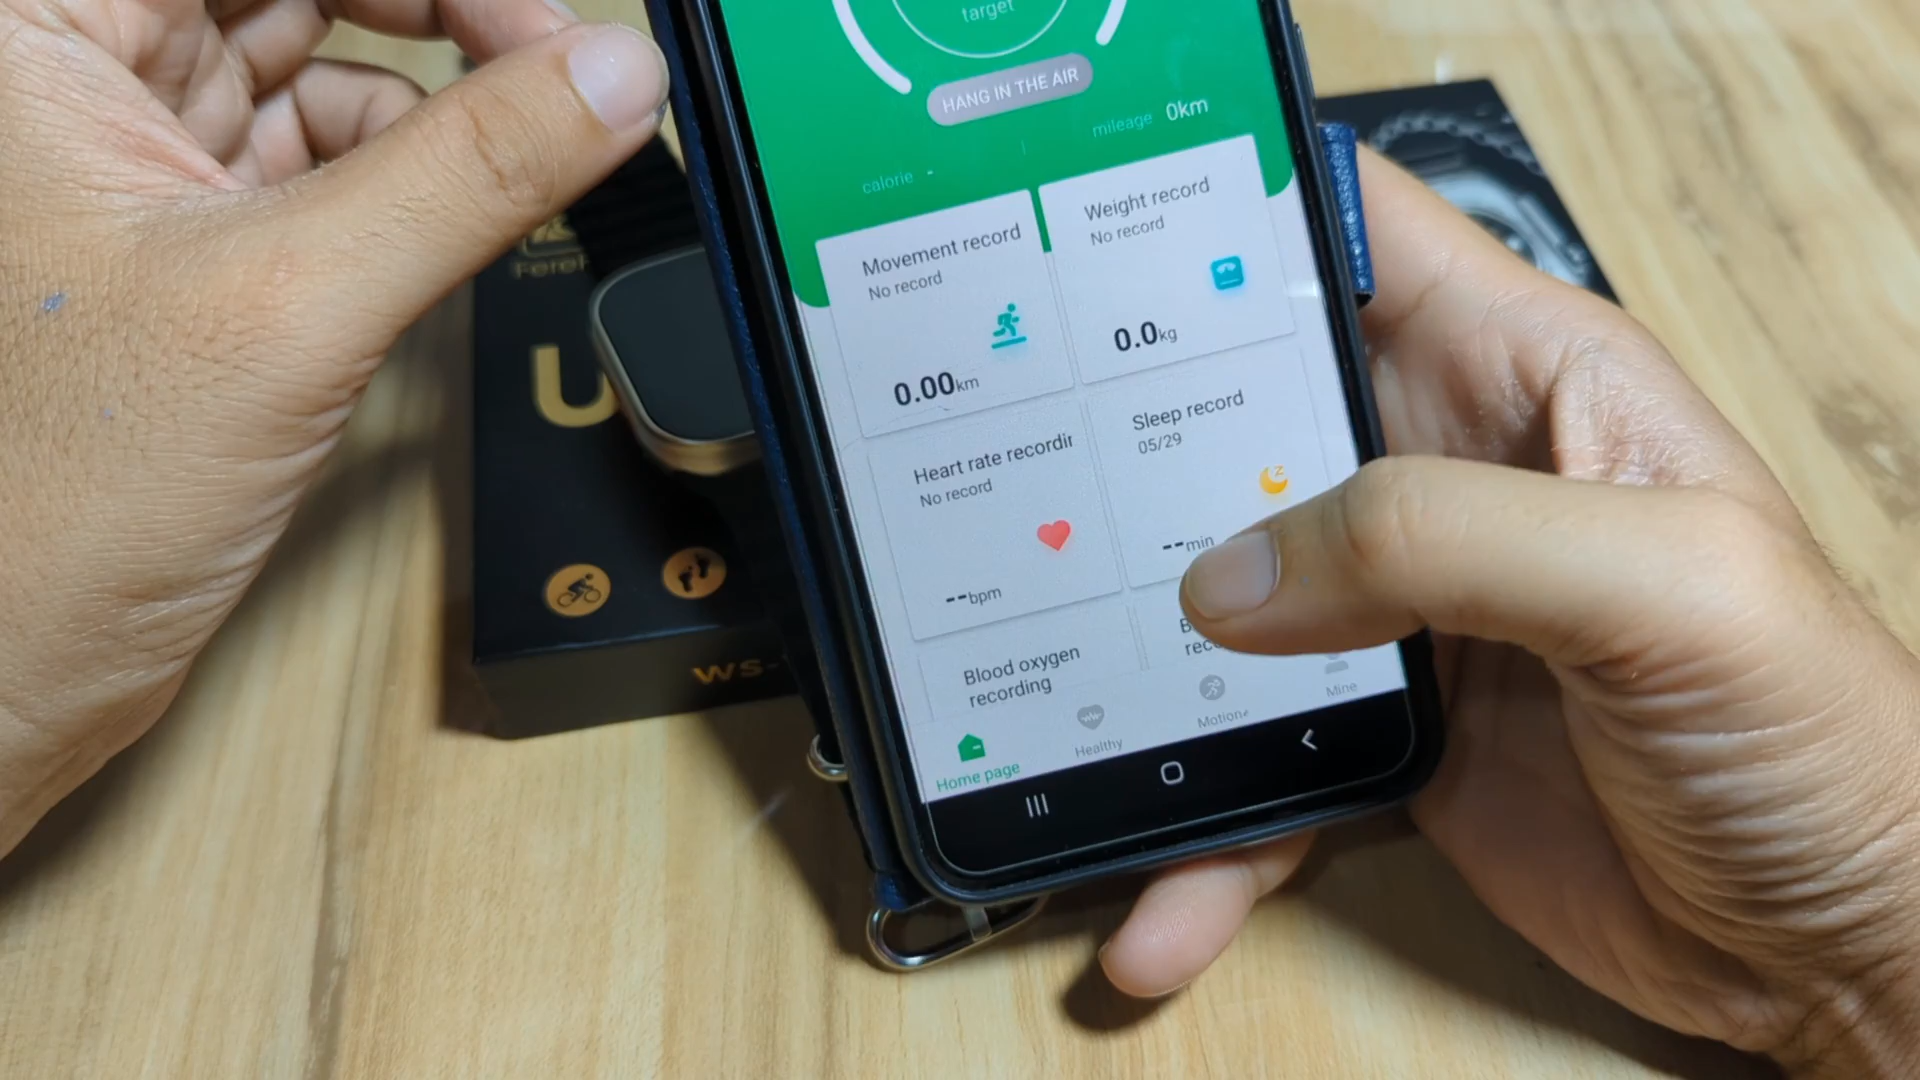 target
HANG IN THE AIR
mileage 0km
calorie -
Movement record
No record
0.00km
Weight record
No record
0.0kg
Heart rate recordir
No record
--bpm
Sleep record
05/29
--min
Blood oxygen
recording
Home page
Healthy
Motion
Mine
U
WS-